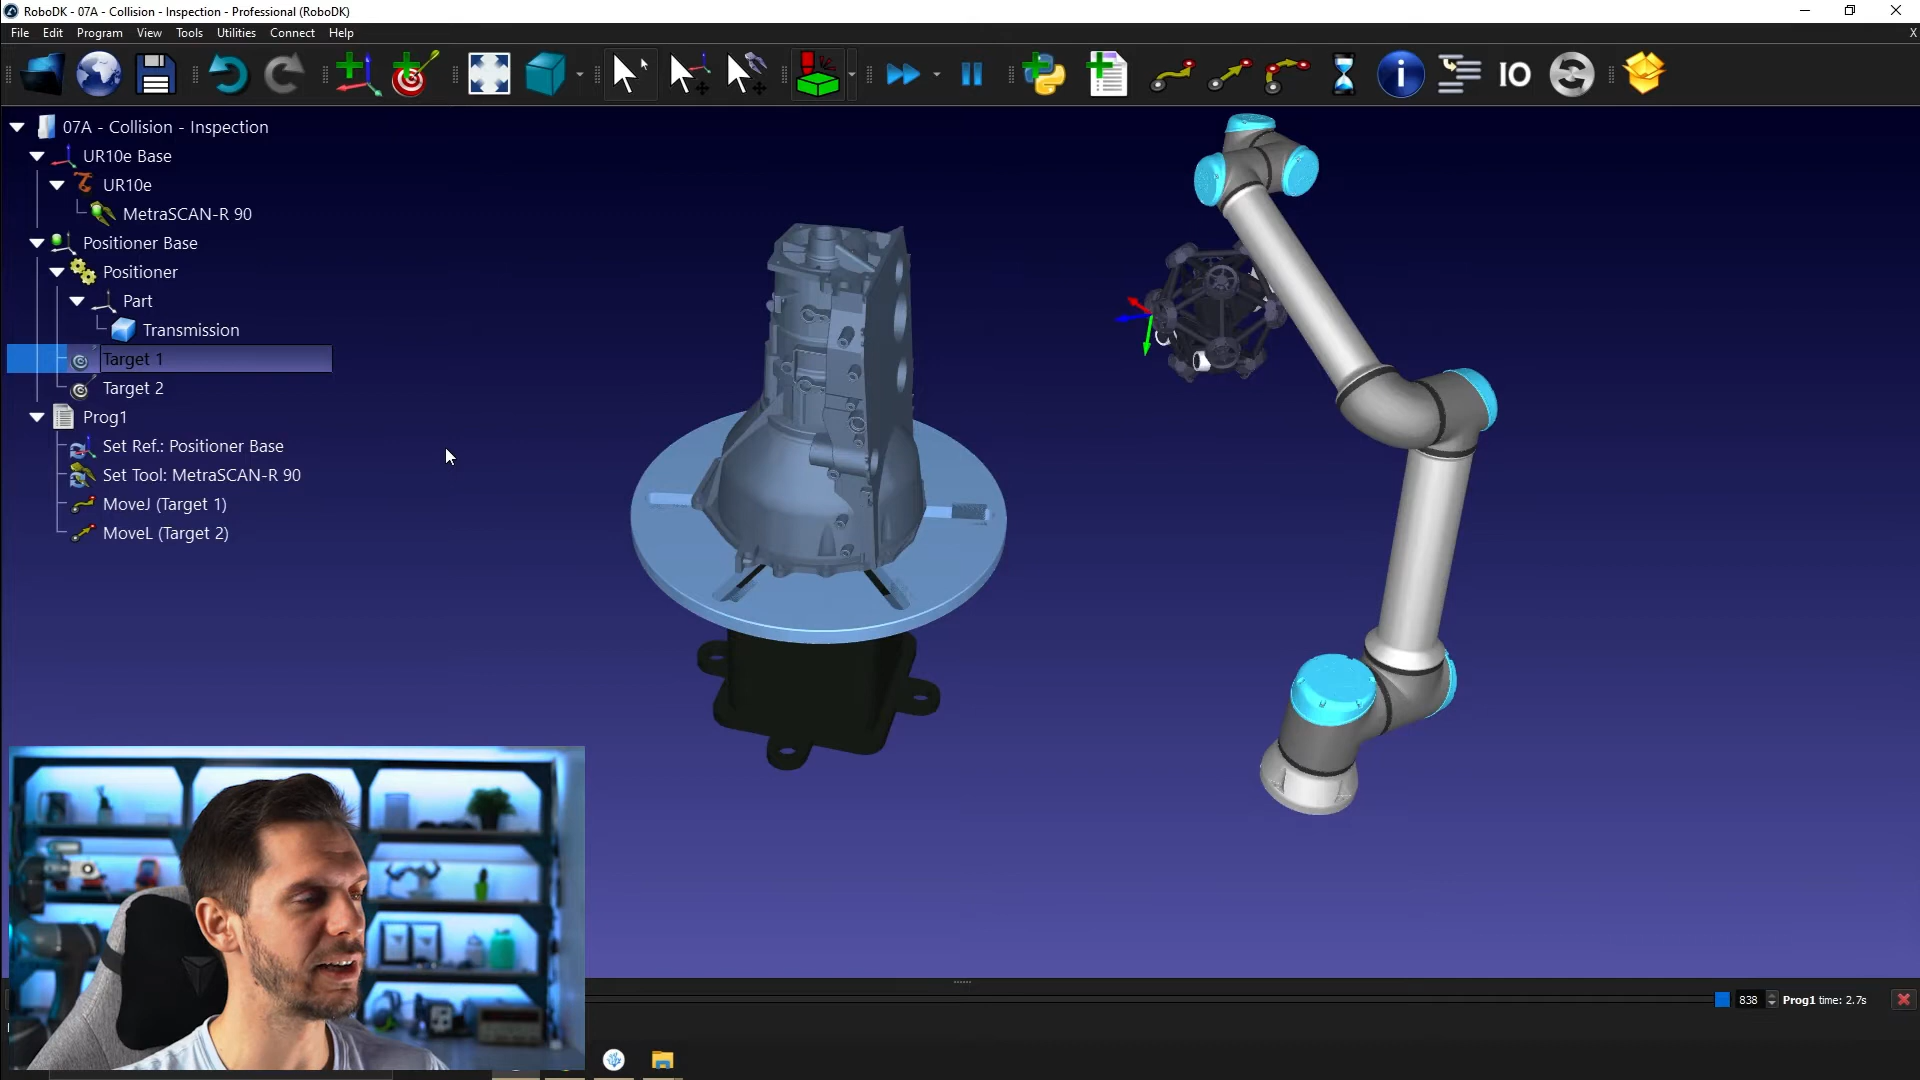 RoboDK - 07A - Collision - Inspection - Professional (RoboDK)
File Edit Program View Tools Utilities Connect Help
X
IO
07A - Collision - Inspection
UR10e Base
UR10e
MetraSCAN-R 90
Positioner Base
Positioner
Part
Transmission
Target 1
Target 2
Prog1
Set Ref.: Positioner Base
Set Tool: MetraSCAN-R 90
MoveJ (Target 1)
MoveL (Target 2)
838 Prog1 time: 2.7s